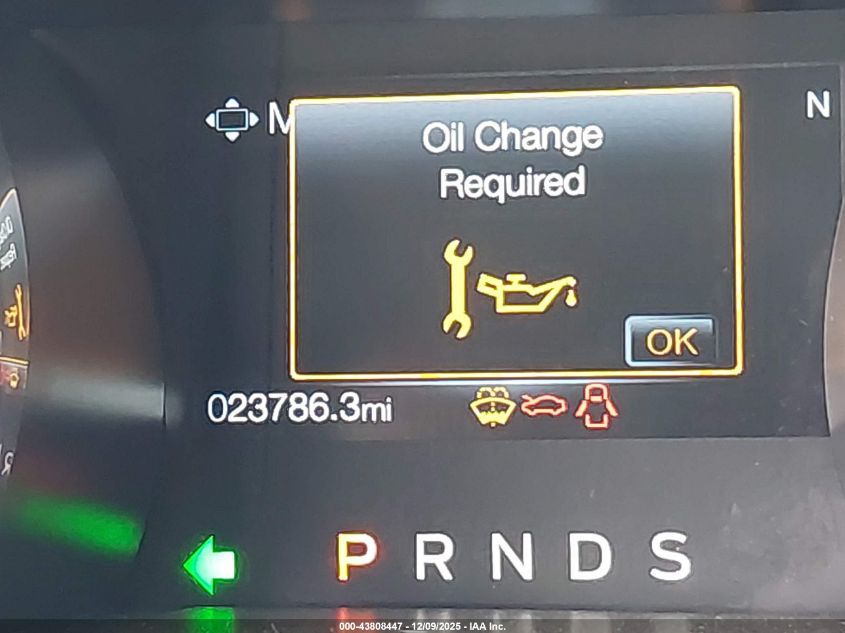 M
N
Oil Change
Required
OK
023786.3mi
P R N D S
000-43808447 - 12/09/2025 - IAA Inc.